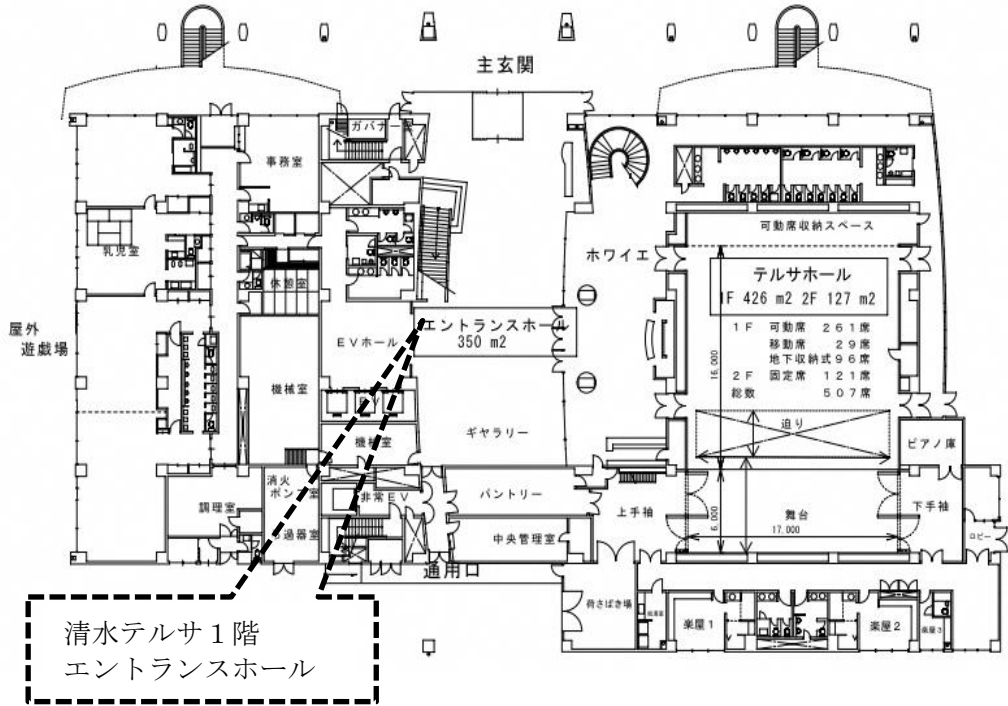 主玄関
ガバナ
事務室
乳児室
休憩室
屋外
遊戯場
EVホール
エントランスホール
350 m2
ホワイエ
可動席収納スペース
テルサホール
1F 426 m2 2F 127 m2
1F 可動席 261席
移動席 29席
地下収納式96席
2F 固定席 121席
総数 507席
16,000
機械室
EV
機械室
ギャラリー
迫り
ピアノ庫
消火
ポンプ室
調理室
過器室
非常EV
パントリー
中央管理室
上手袖
6,000
舞台
17,000
下手袖
ロビー
通用口
荷さばき場
楽屋1
楽屋2
楽屋3
清水テルサ1階
エントランスホール